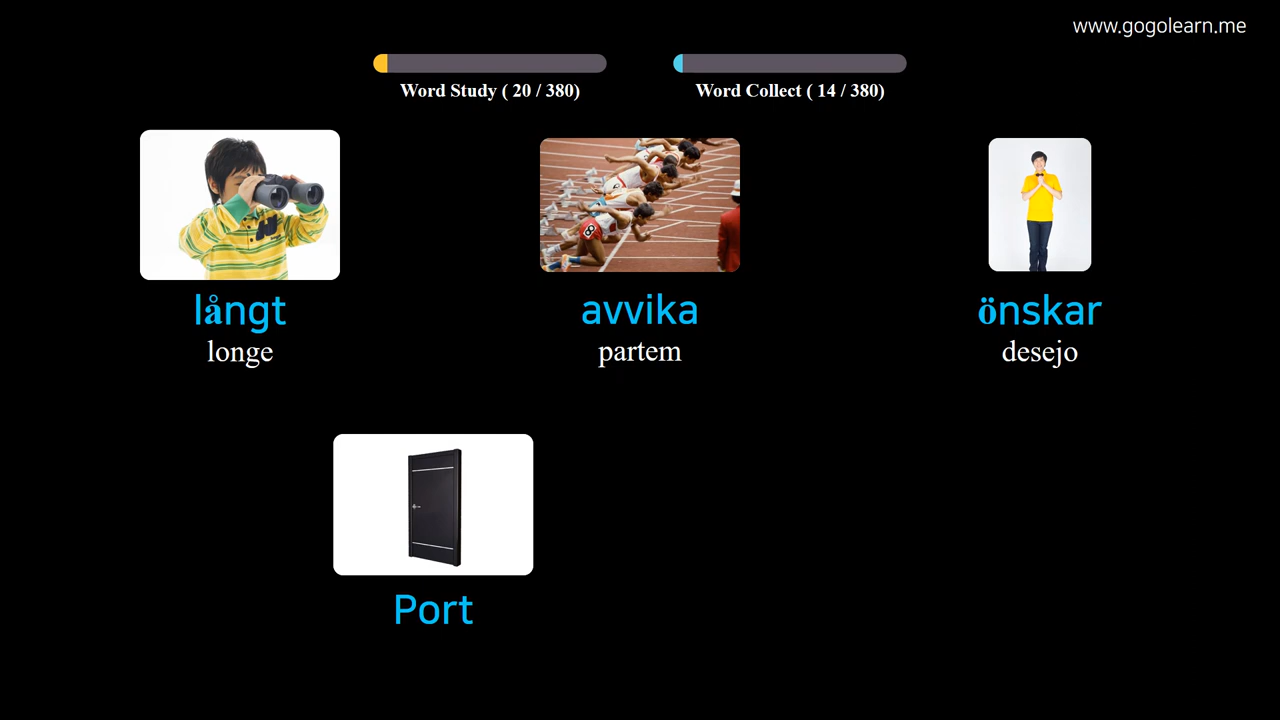 www.gogolearn.me
Word Study ( 20 / 380)
Word Collect ( 14 / 380)
långt
longe
avvika
partem
önskar
desejo
Port